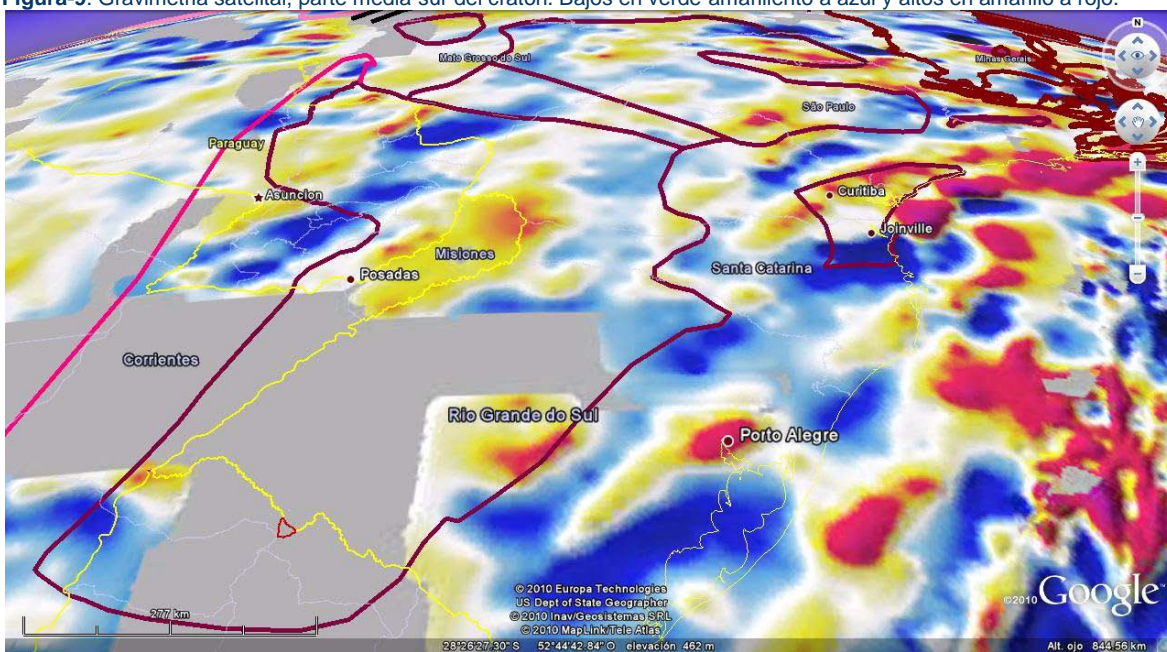 Figura-5. Gravimetría satelital, parte media-sur del cratón. Bajos en verde-amarillento a azul y altos en amarillo a rojo.
N
Mato Grosso do Sul
Minas Gerais
São Paulo
Paraguay
Asuncion
Curitiba
Joinville
Misiones
Santa Catarina
Posadas
Corrientes
Rio Grande do Sul
Porto Alegre
© 2010 Europa Technologies
US Dept of State Geographer
© 2010 Inav/Geosistemas SRL
© 2010 MapLink/Tele Atlas
©2010 Google™
277 km
28°26'27.30" S 52°44'42.84" O elevación 462 m
Alt. ojo 844.56 km